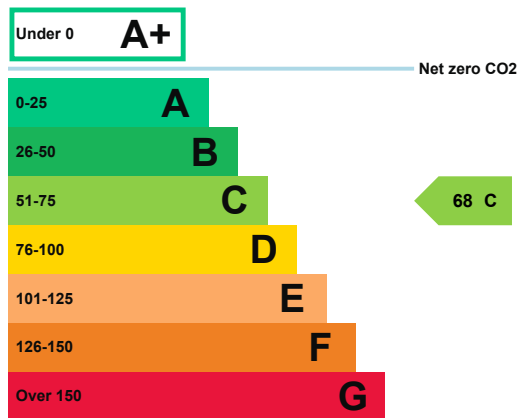 Under 0 A+
Net zero CO2
0-25 A
26-50 B
51-75 C
68 C
76-100 D
101-125 E
126-150 F
Over 150 G